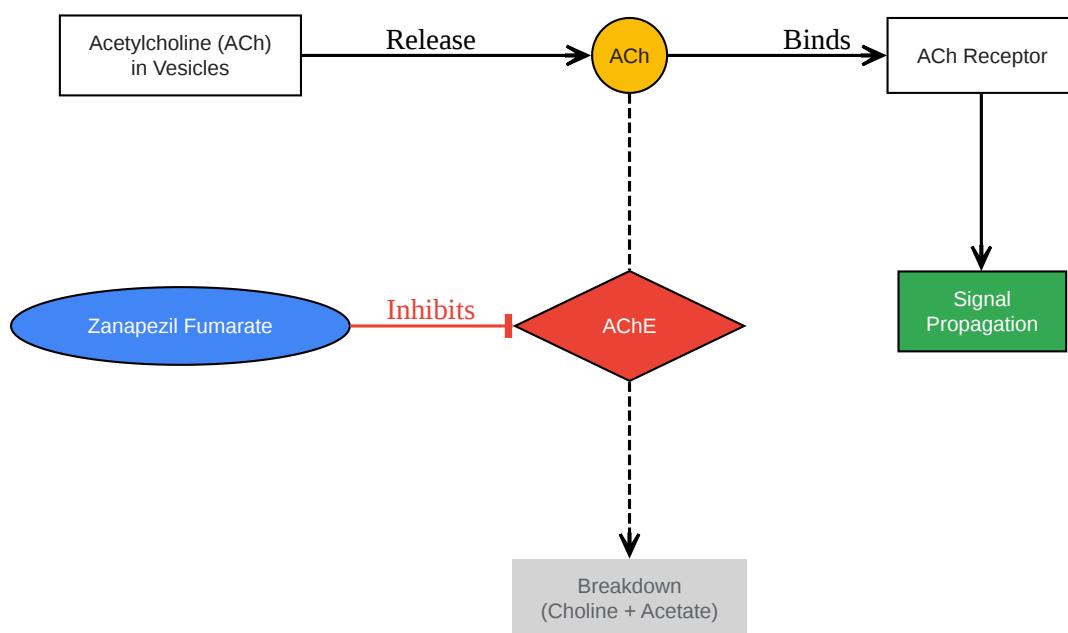 Acetylcholine (ACh)
in Vesicles
Release
ACh
Binds
ACh Receptor
Zanapezil Fumarate
Inhibits
AChE
Signal
Propagation
Breakdown
(Choline + Acetate)